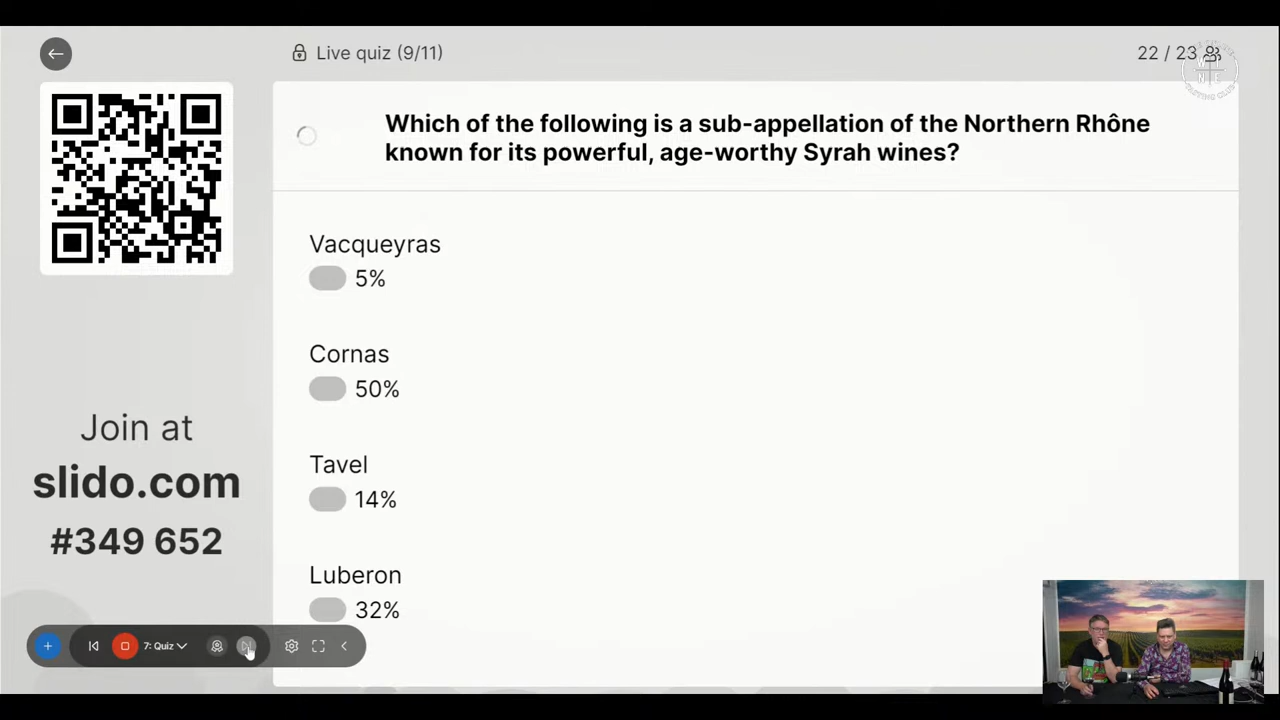 Live quiz (9/11)
22 / 23
Which of the following is a sub-appellation of the Northern Rhône
known for its powerful, age-worthy Syrah wines?
Vacqueyras
5%
Cornas
50%
Tavel
14%
Luberon
32%
Join at
slido.com
#349 652
7: Quiz